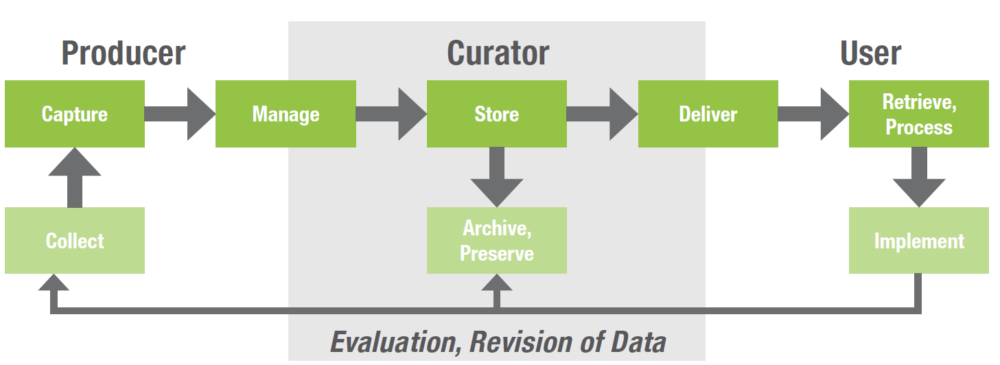 Producer
Curator
User
Capture
Manage
Store
Deliver
Retrieve,
Process
Collect
Archive,
Preserve
Implement
Evaluation, Revision of Data